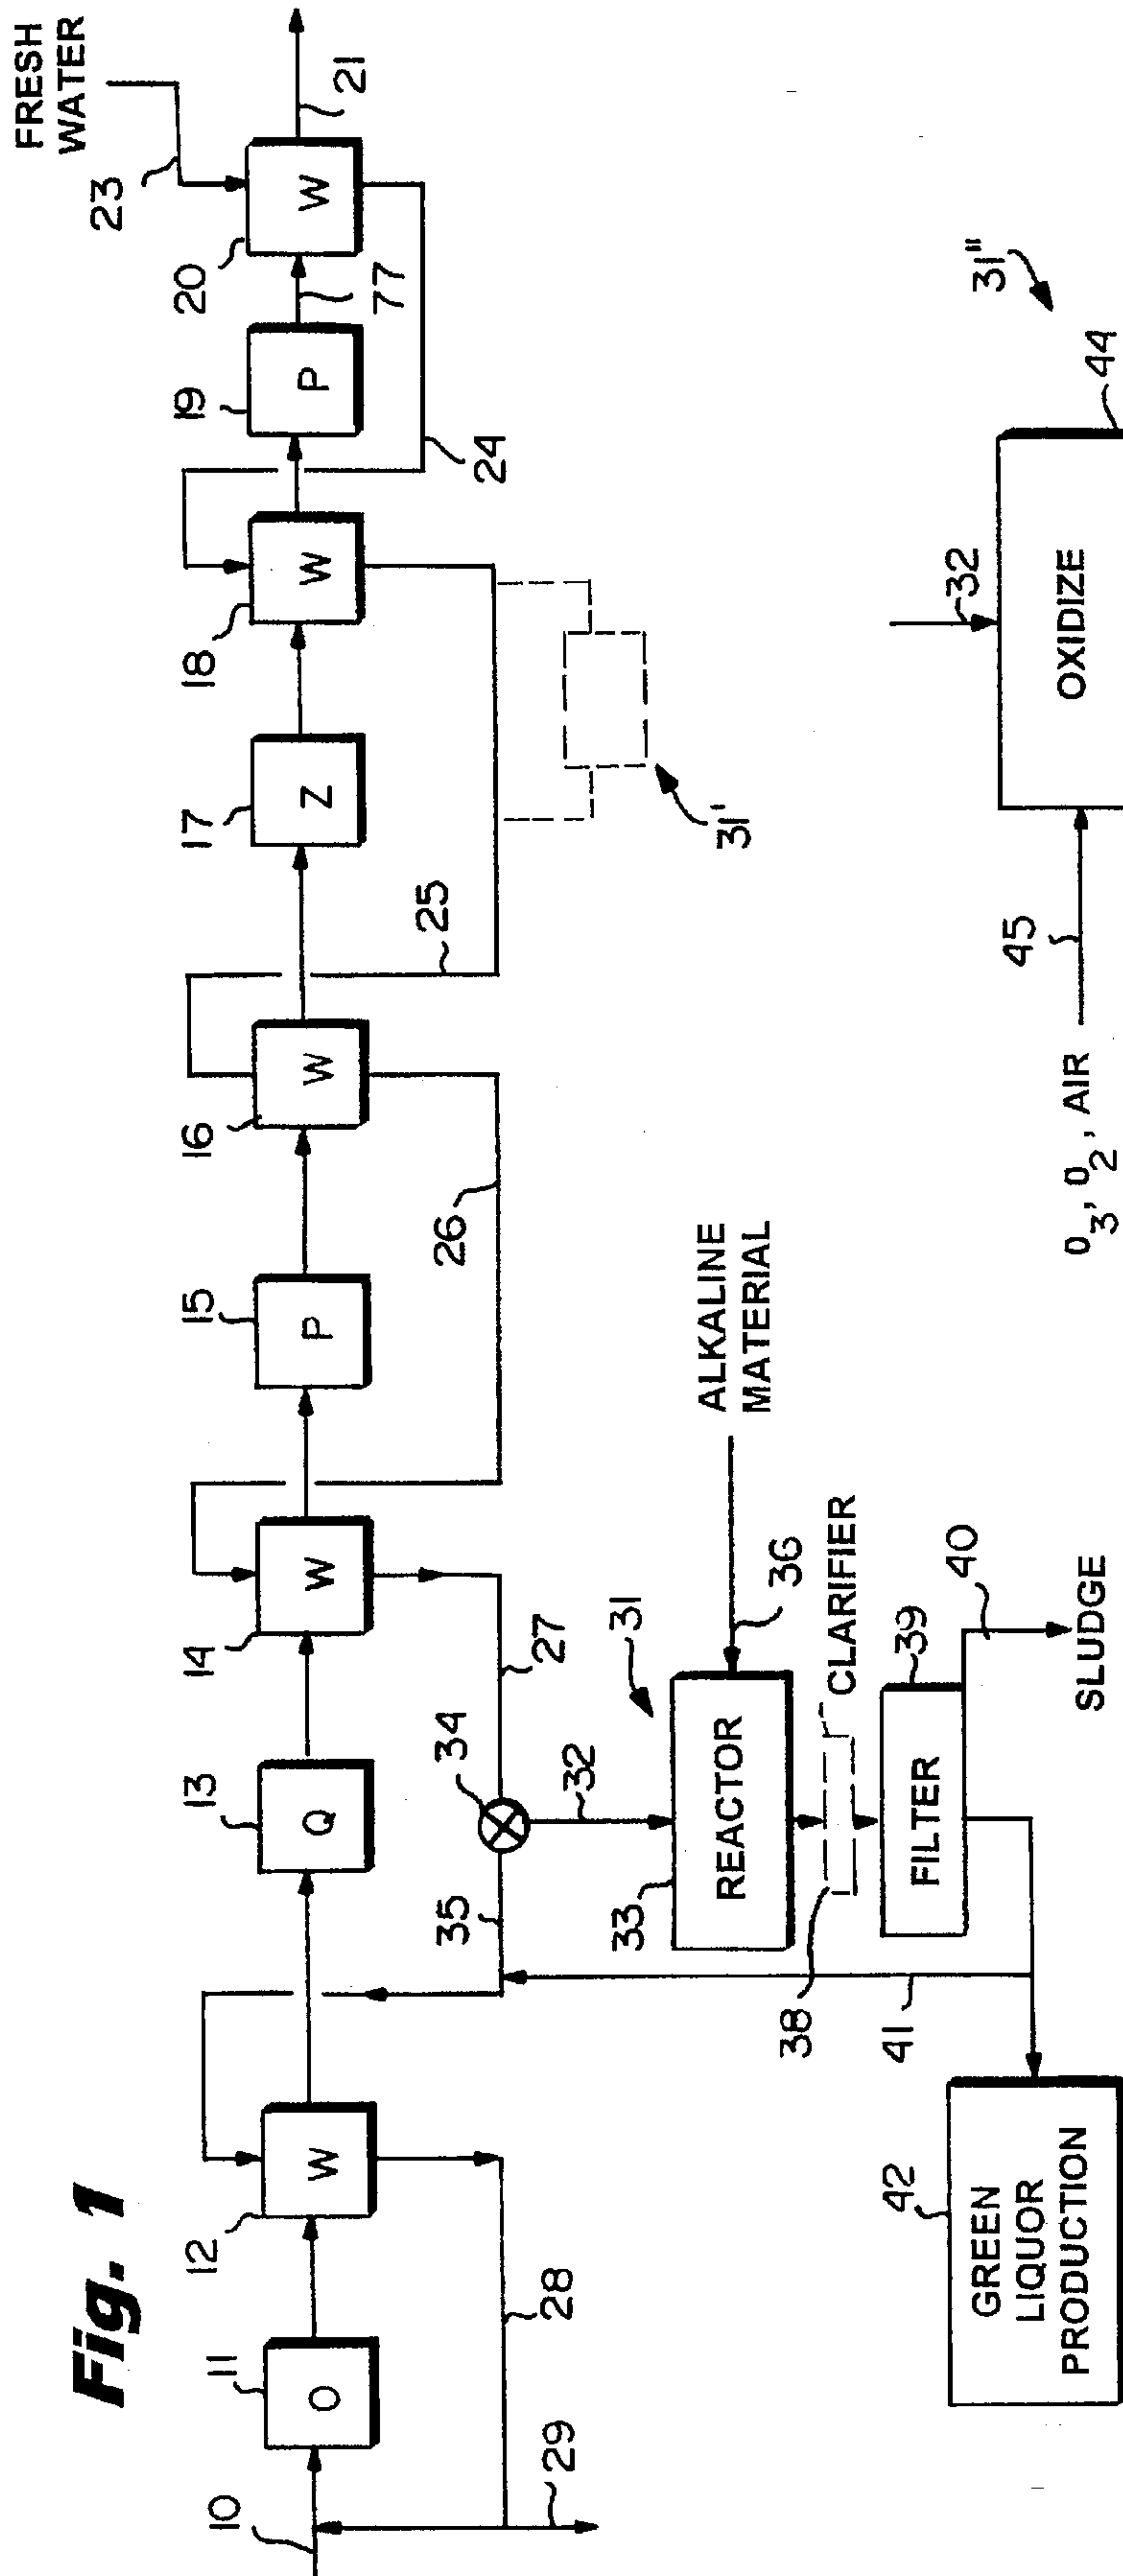 Fig. 1
10
11
O
12
W
13
Q
14
W
15
P
16
W
17
Z
18
W
19
P
77
20
W
21
FRESH
WATER
23
24
25
31'
26
27
34
35
28
29
32
31
33
REACTOR
36
ALKALINE
MATERIAL
38
CLARIFIER
39
FILTER
40
SLUDGE
41
42
GREEN
LIQUOR
PRODUCTION
31"
32
OXIDIZE
44
45
O3, O2, AIR